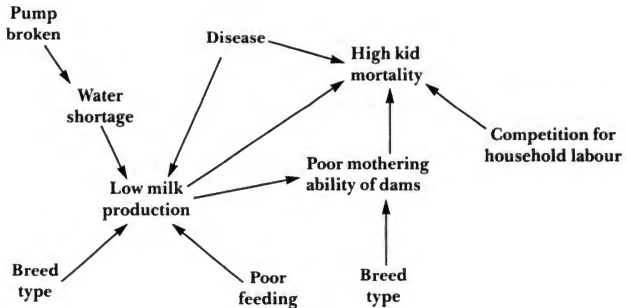 Pump
broken
Disease
High kid
mortality
Water
shortage
Competition for
household labour
Poor mothering
ability of dams
Low milk
production
Breed
type
Poor
feeding
Breed
type